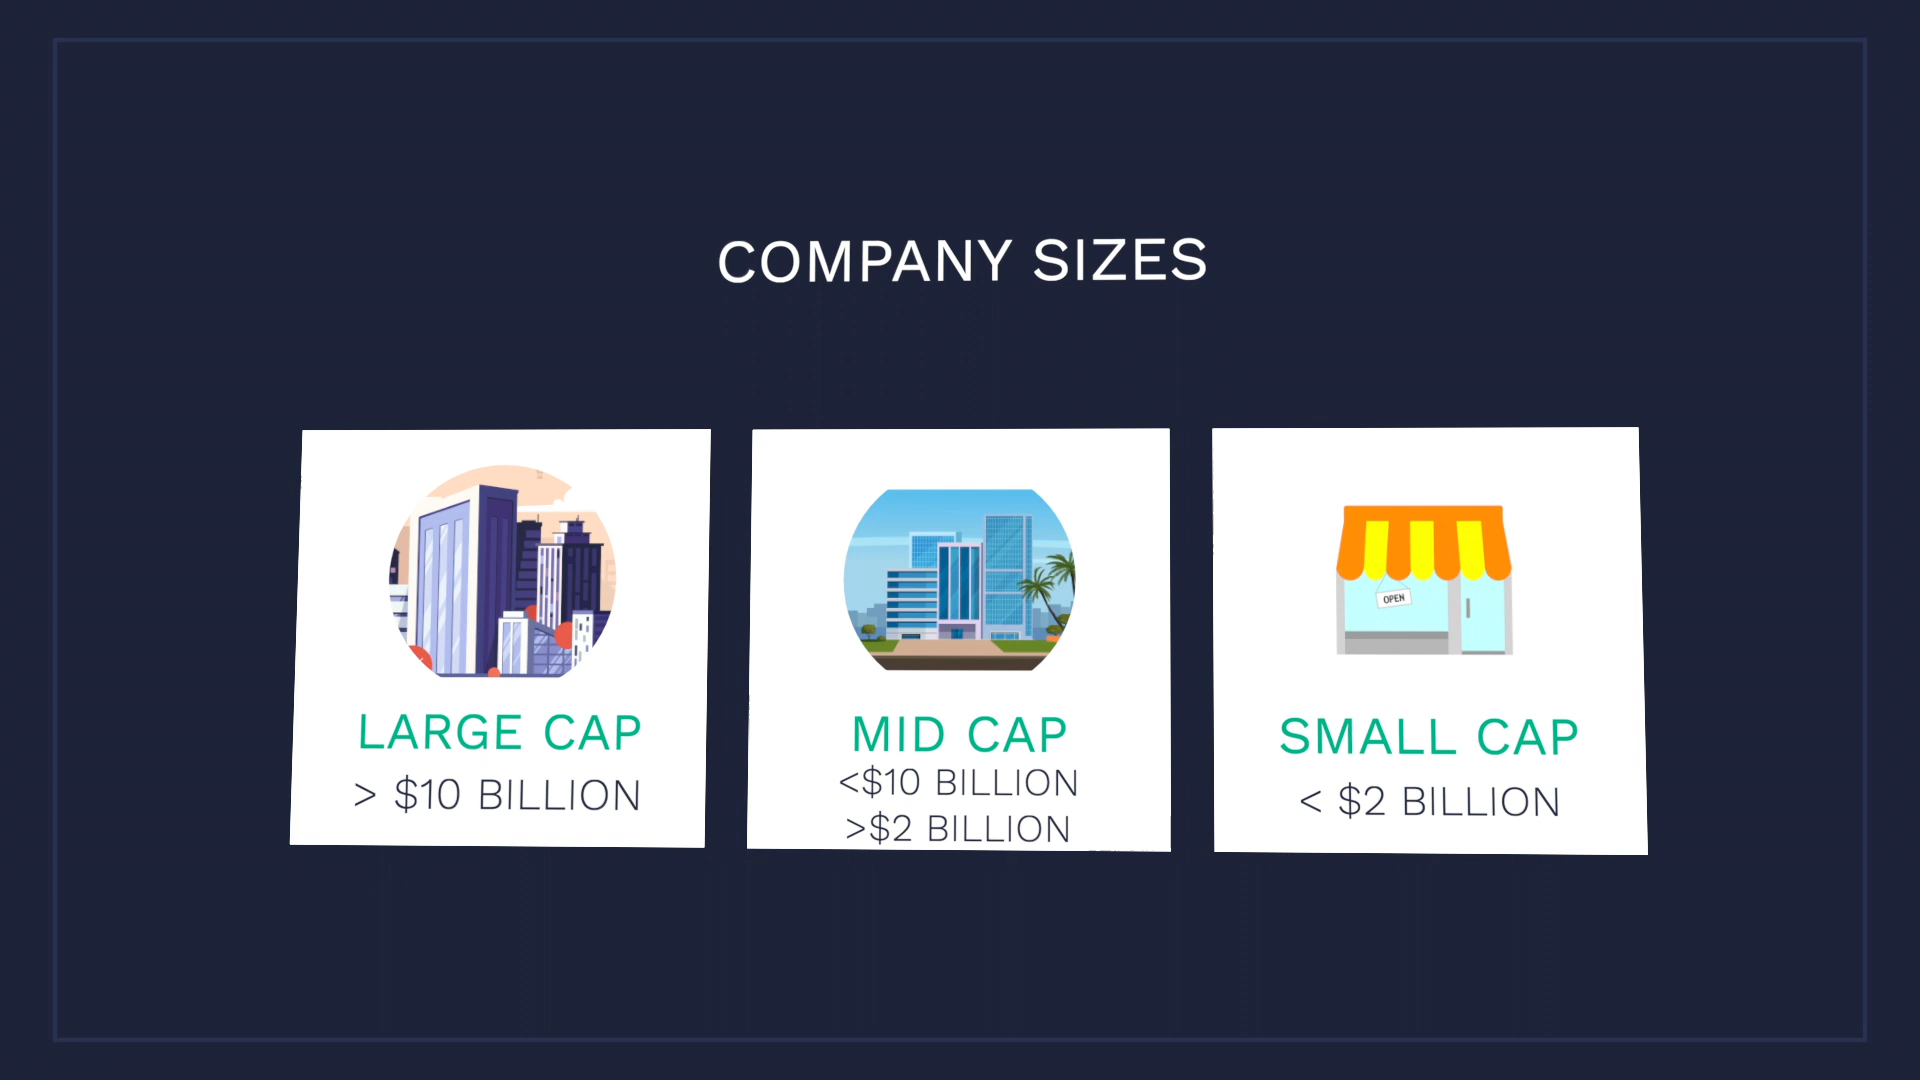 COMPANY SIZES
OPEN
LARGE CAP
> $10 BILLION
MID CAP
<$10 BILLION
>$2 BILLION
SMALL CAP
< $2 BILLION